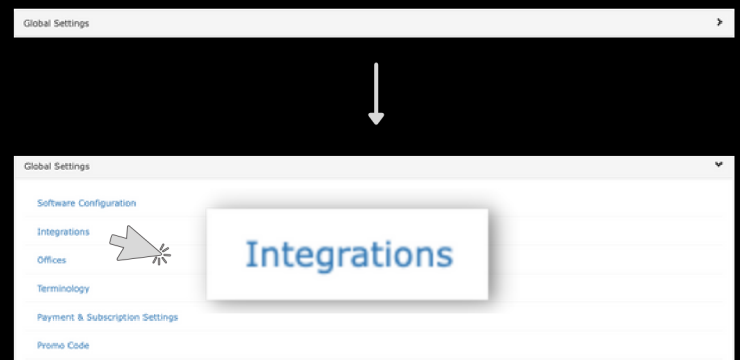 Global Settings
Global Settings
Software Configuration
Integrations
Integrations
Offices
Terminology
Payment & Subscription Settings
Promo Code